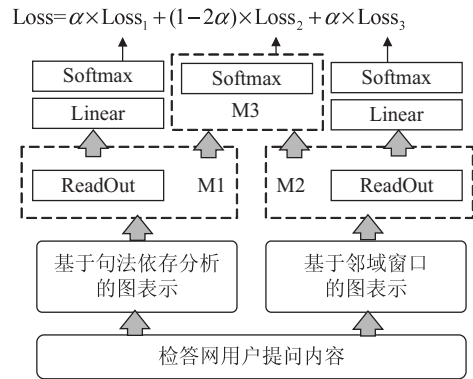 Loss=α×Loss₁+(1-2α)×Loss₂+α×Loss₃
Softmax
Softmax
Softmax
Linear
M3
Linear
ReadOut
M1
M2
ReadOut
基于句法依存分析
的图表示
基于邻域窗口
的图表示
检答网用户提问内容